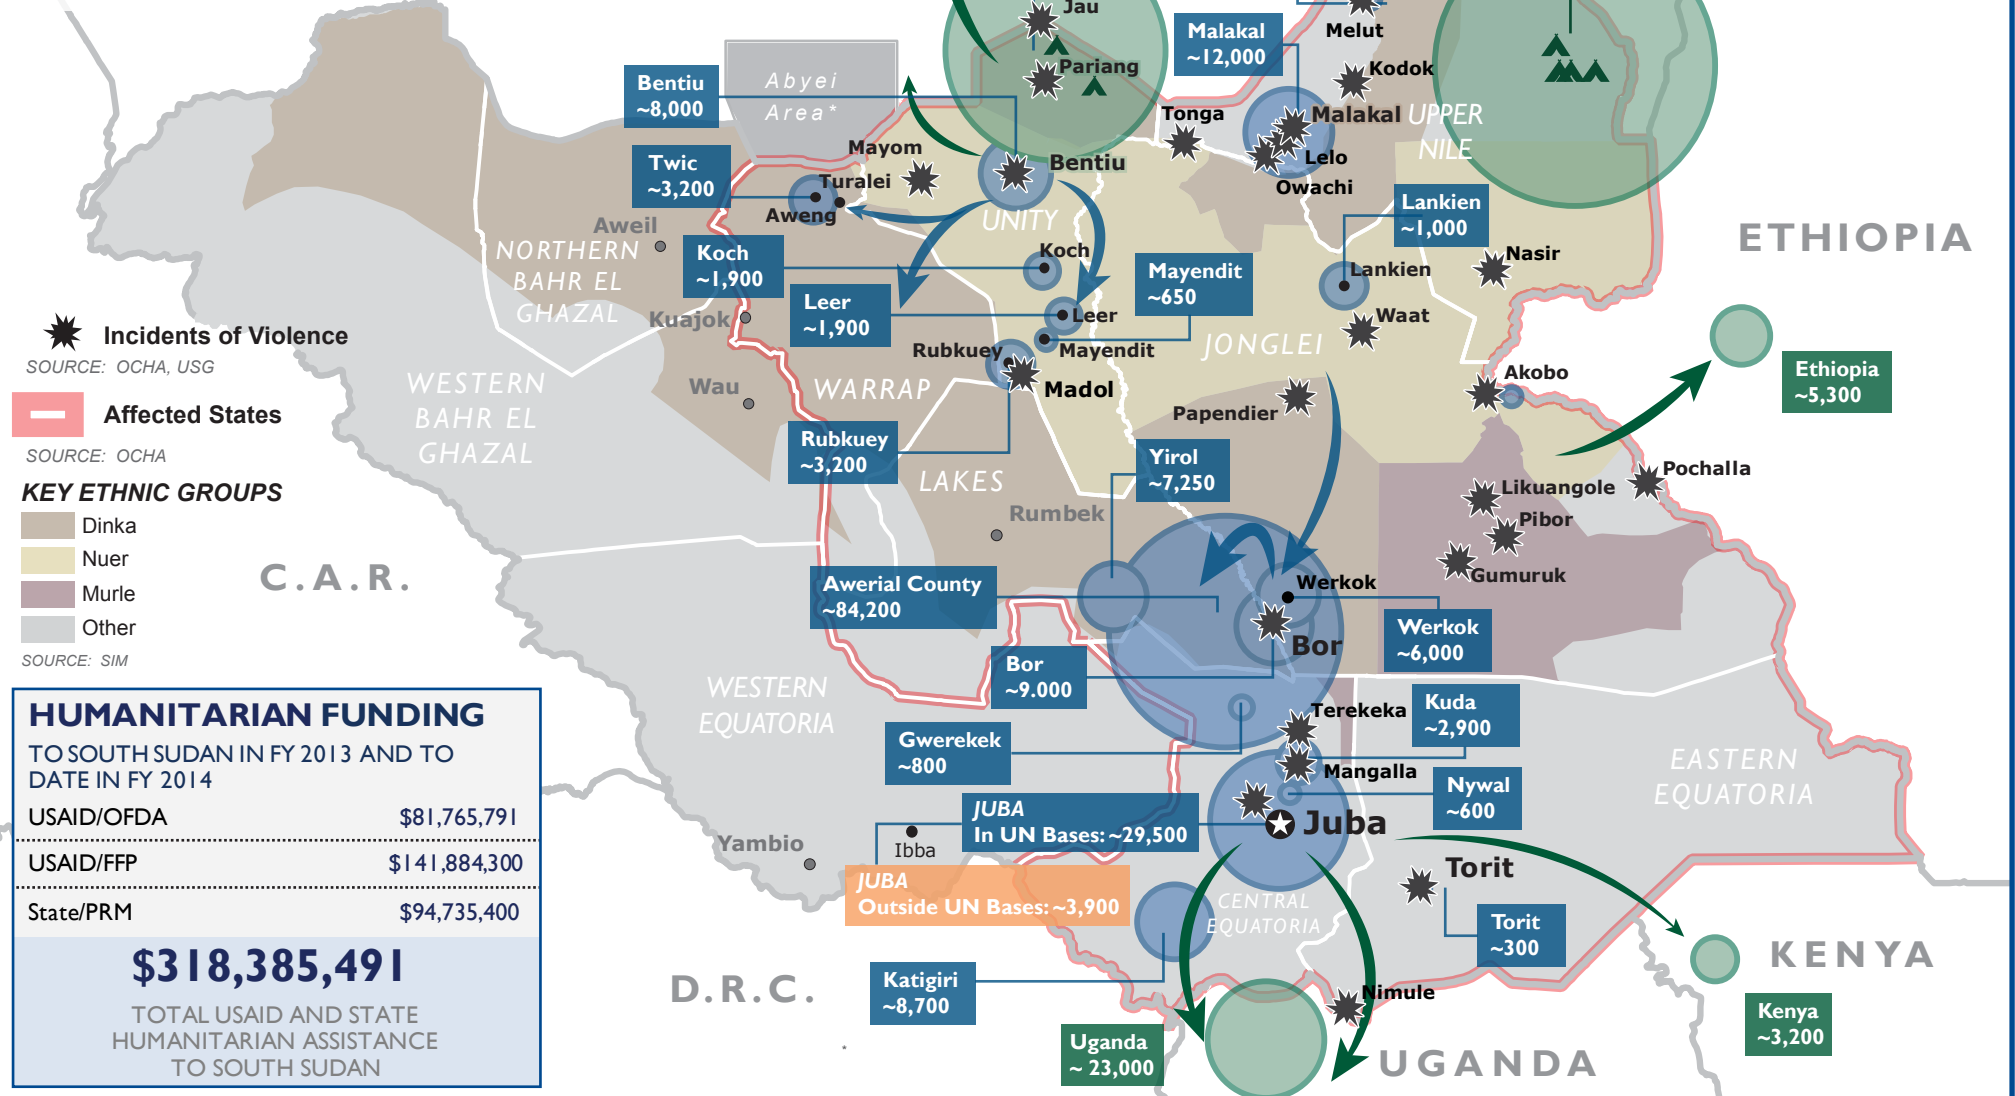 Jau
Melut
Malakal
~12,000
Pariang
Kodok
Bentiu
~8,000
Abyei
Area*
Tonga
Malakal
UPPER
NILE
Mayom
Lelo
Bentiu
Owachi
Twic
~3,200
Turalei
Aweng
Lankien
~1,000
Aweil
UNITY
ETHIOPIA
NORTHERN
BAHR EL
GHAZAL
Koch
~1,900
Koch
Mayendit
~650
Lankien
Nasir
Leer
~1,900
Leer
Kuajok
Waat
Incidents of Violence
SOURCE: OCHA, USG
Rubkuey
Mayendit
JONGLEI
Ethiopia
~5,300
WESTERN
BAHR EL
GHAZAL
Wau
WARRAP
Madol
Akobo
Affected States
SOURCE: OCHA
Papendier
Rubkuey
~3,200
Yirol
~7,250
LAKES
Pochalla
KEY ETHNIC GROUPS
Dinka
Nuer
Murle
Other
SOURCE: SIM
Likuangole
Pibor
Gumuruk
Rumbek
C.A.R.
Awerial County
~84,200
Werkok
Werkok
~6,000
Bor
Bor
~9.000
WESTERN
EQUATORIA
Terekeka
Kuda
~2,900
Gwerekek
~800
Mangalla
Nywal
~600
EASTERN
EQUATORIA
HUMANITARIAN FUNDING
TO SOUTH SUDAN IN FY 2013 AND TO
DATE IN FY 2014
USAID/OFDA $81,765,791
USAID/FFP $141,884,300
State/PRM $94,735,400
$318,385,491
TOTAL USAID AND STATE
HUMANITARIAN ASSISTANCE
TO SOUTH SUDAN
JUBA
In UN Bases: ~29,500
Juba
Yambio
Ibba
JUBA
Outside UN Bases: ~3,900
CENTRAL
EQUATORIA
Torit
Torit
~300
KENYA
D.R.C.
Katigiri
~8,700
Nimule
Kenya
~3,200
Uganda
~ 23,000
UGANDA
*